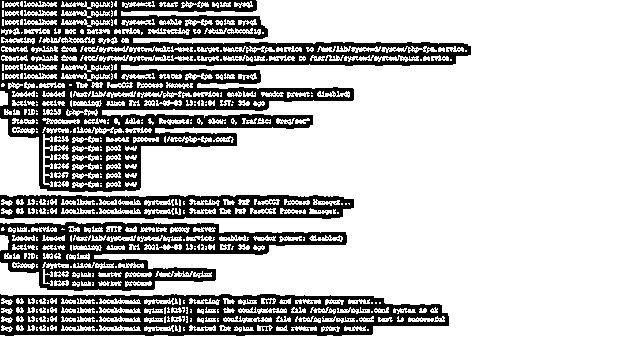 [root@localhost laravel_nginx]# systemctl start php-fpm nginx mysql
[root@localhost laravel_nginx]# systemctl enable php-fpm nginx mysql
mysql.service is not a native service, redirecting to /sbin/chkconfig.
Executing /sbin/chkconfig mysql on
Created symlink from /etc/systemd/system/multi-user.target.wants/php-fpm.service to /usr/lib/systemd/system/php-fpm.service.
Created symlink from /etc/systemd/system/multi-user.target.wants/nginx.service to /usr/lib/systemd/system/nginx.service.
[root@localhost laravel_nginx]#
[root@localhost laravel_nginx]# systemctl status php-fpm nginx mysql
● php-fpm.service - The PHP FastCGI Process Manager
Loaded: loaded (/usr/lib/systemd/system/php-fpm.service; enabled; vendor preset: disabled)
Active: active (running) since Fri 2021-09-03 13:42:04 IST; 35s ago
Main PID: (php-fpm)
Status: "Processes active: 0, idle: 5, Requests: 0, slow: 0, Traffic: 0req/sec"
CGroup: /system.slice/php-fpm.service
php-fpm: master process (/etc/php-fpm.conf)
├─18264 php-fpm: pool www
├─18265 php-fpm: pool www
├─18266 php-fpm: pool www
├─18267 php-fpm: pool www
└─18268 php-fpm: pool www
Sep 03 13:42:04 localhost.localdomain systemd[1]: Starting The PHP FastCGI Process Manager...
Sep 03 13:42:04 localhost.localdomain systemd[1]: Started The PHP FastCGI Process Manager.
● nginx.service - The nginx HTTP and reverse proxy server
Loaded: loaded (/usr/lib/systemd/system/nginx.service; enabled; vendor preset: disabled)
Active: active (running) since Fri 2021-09-03 13:42:04 IST; 35s ago
Main PID: 18262 (nginx)
CGroup: /system.slice/nginx.service
├─18262 nginx: master process /usr/sbin/nginx
└─18263 nginx: worker process
Sep 03 13:42:04 localhost.localdomain systemd[1]: Starting The nginx HTTP and reverse proxy server...
Sep 03 13:42:04 localhost.localdomain nginx[18257]: nginx: the configuration file /etc/nginx/nginx.conf syntax is ok
Sep 03 13:42:04 localhost.localdomain nginx[18257]: nginx: configuration file /etc/nginx/nginx.conf test is successful
Sep 03 13:42:04 localhost.localdomain systemd[1]: Started The nginx HTTP and reverse proxy server.